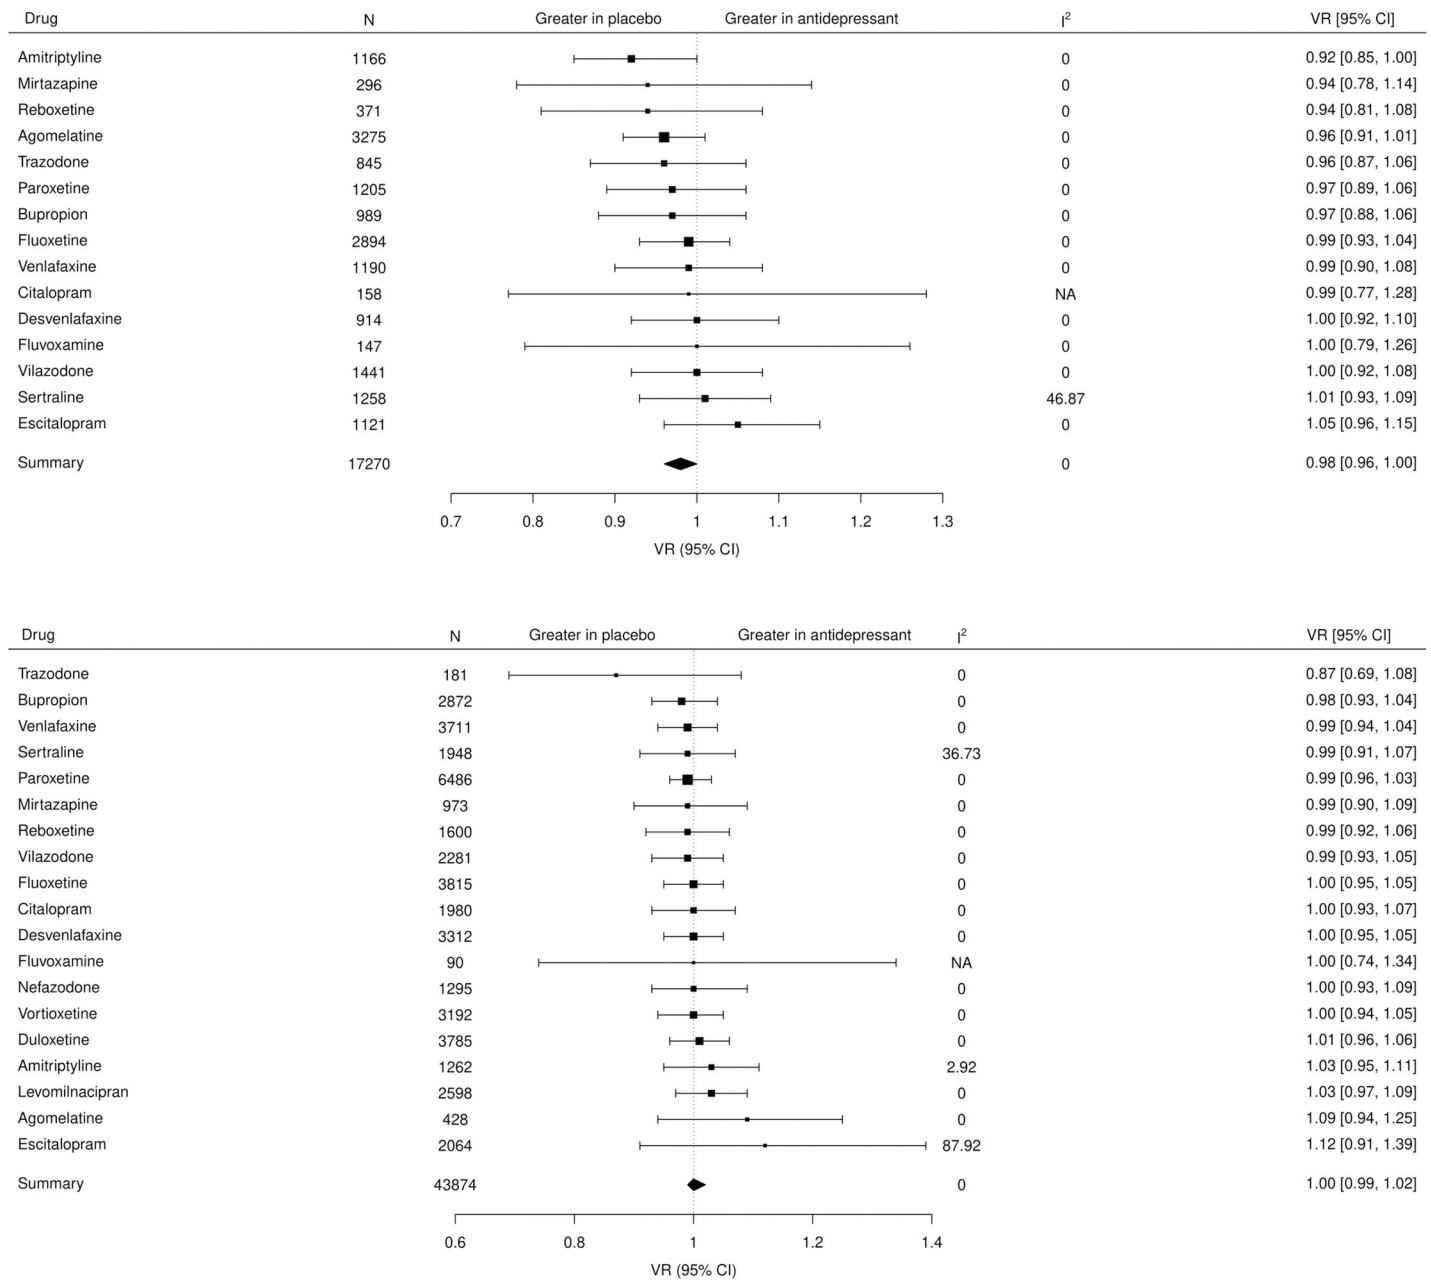 Drug N Greater in placebo Greater in antidepressant I² VR [95% CI]
Amitriptyline 1166 0 0.92 [0.85, 1.00]
Mirtazapine 296 0 0.94 [0.78, 1.14]
Reboxetine 371 0 0.94 [0.81, 1.08]
Agomelatine 3275 0 0.96 [0.91, 1.01]
Trazodone 845 0 0.96 [0.87, 1.06]
Paroxetine 1205 0 0.97 [0.89, 1.06]
Bupropion 989 0 0.97 [0.88, 1.06]
Fluoxetine 2894 0 0.99 [0.93, 1.04]
Venlafaxine 1190 0 0.99 [0.90, 1.08]
Citalopram 158 NA 0.99 [0.77, 1.28]
Desvenlafaxine 914 0 1.00 [0.92, 1.10]
Fluvoxamine 147 0 1.00 [0.79, 1.26]
Vilazodone 1441 0 1.00 [0.92, 1.08]
Sertraline 1258 46.87 1.01 [0.93, 1.09]
Escitalopram 1121 0 1.05 [0.96, 1.15]
Summary 17270 0 0.98 [0.96, 1.00]
0.7 0.8 0.9 1 1.1 1.2 1.3
VR (95% CI)
Drug N Greater in placebo Greater in antidepressant I² VR [95% CI]
Trazodone 181 0 0.87 [0.69, 1.08]
Bupropion 2872 0 0.98 [0.93, 1.04]
Venlafaxine 3711 0 0.99 [0.94, 1.04]
Sertraline 1948 36.73 0.99 [0.91, 1.07]
Paroxetine 6486 0 0.99 [0.96, 1.03]
Mirtazapine 973 0 0.99 [0.90, 1.09]
Reboxetine 1600 0 0.99 [0.92, 1.06]
Vilazodone 2281 0 0.99 [0.93, 1.05]
Fluoxetine 3815 0 1.00 [0.95, 1.05]
Citalopram 1980 0 1.00 [0.93, 1.07]
Desvenlafaxine 3312 0 1.00 [0.95, 1.05]
Fluvoxamine 90 NA 1.00 [0.74, 1.34]
Nefazodone 1295 0 1.00 [0.93, 1.09]
Vortioxetine 3192 0 1.00 [0.94, 1.05]
Duloxetine 3785 0 1.01 [0.96, 1.06]
Amitriptyline 1262 2.92 1.03 [0.95, 1.11]
Levomilnacipran 2598 0 1.03 [0.97, 1.09]
Agomelatine 428 0 1.09 [0.94, 1.25]
Escitalopram 2064 87.92 1.12 [0.91, 1.39]
Summary 43874 0 1.00 [0.99, 1.02]
0.6 0.8 1 1.2 1.4
VR (95% CI)